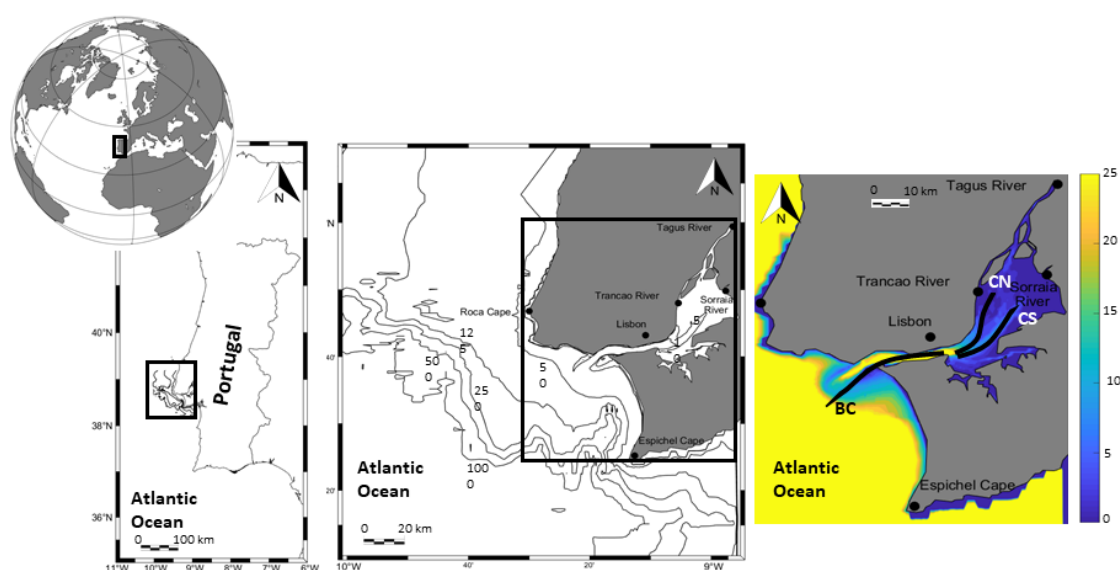 N
40°N
38°N
36°N
Portugal
Atlantic
Ocean
0 100 km
11°W 10°W 9°W 8°W 7°W 6°W
N
N
40'
20'
Tagus River
Trancao River
Sorraia
River
Roca Cape
Lisbon
12
5
50
0
25
0
5
0
100
0
Espichel Cape
Atlantic
Ocean
0 20 km
10°W 40' 20' 9°W
N
0 10 km
Tagus River
Trancao River
CN
Sorraia
River
CS
Lisbon
BC
Atlantic
Ocean
Espichel Cape
25
20
15
10
5
0